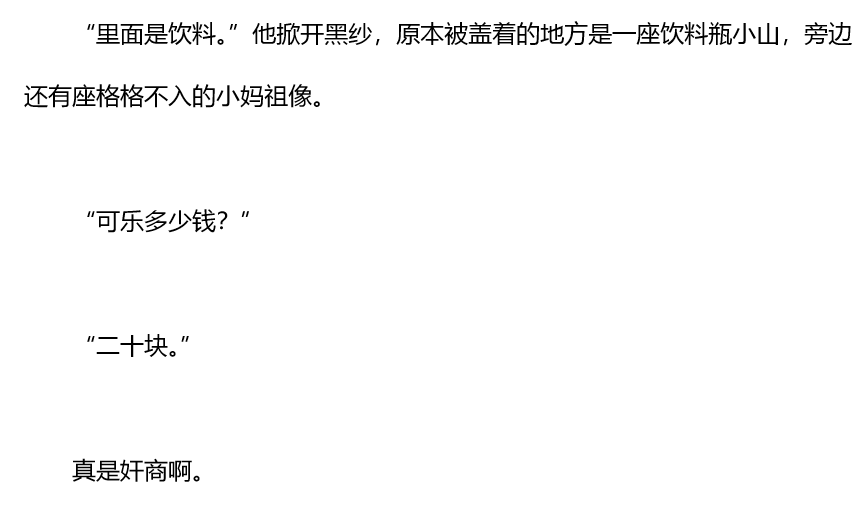 “里面是饮料。”他掀开黑纱，原本被盖着的地方是一座饮料瓶小山，旁边
还有座格格不入的小妈祖像。
“可乐多少钱？”
“二十块。”
真是奸商啊。